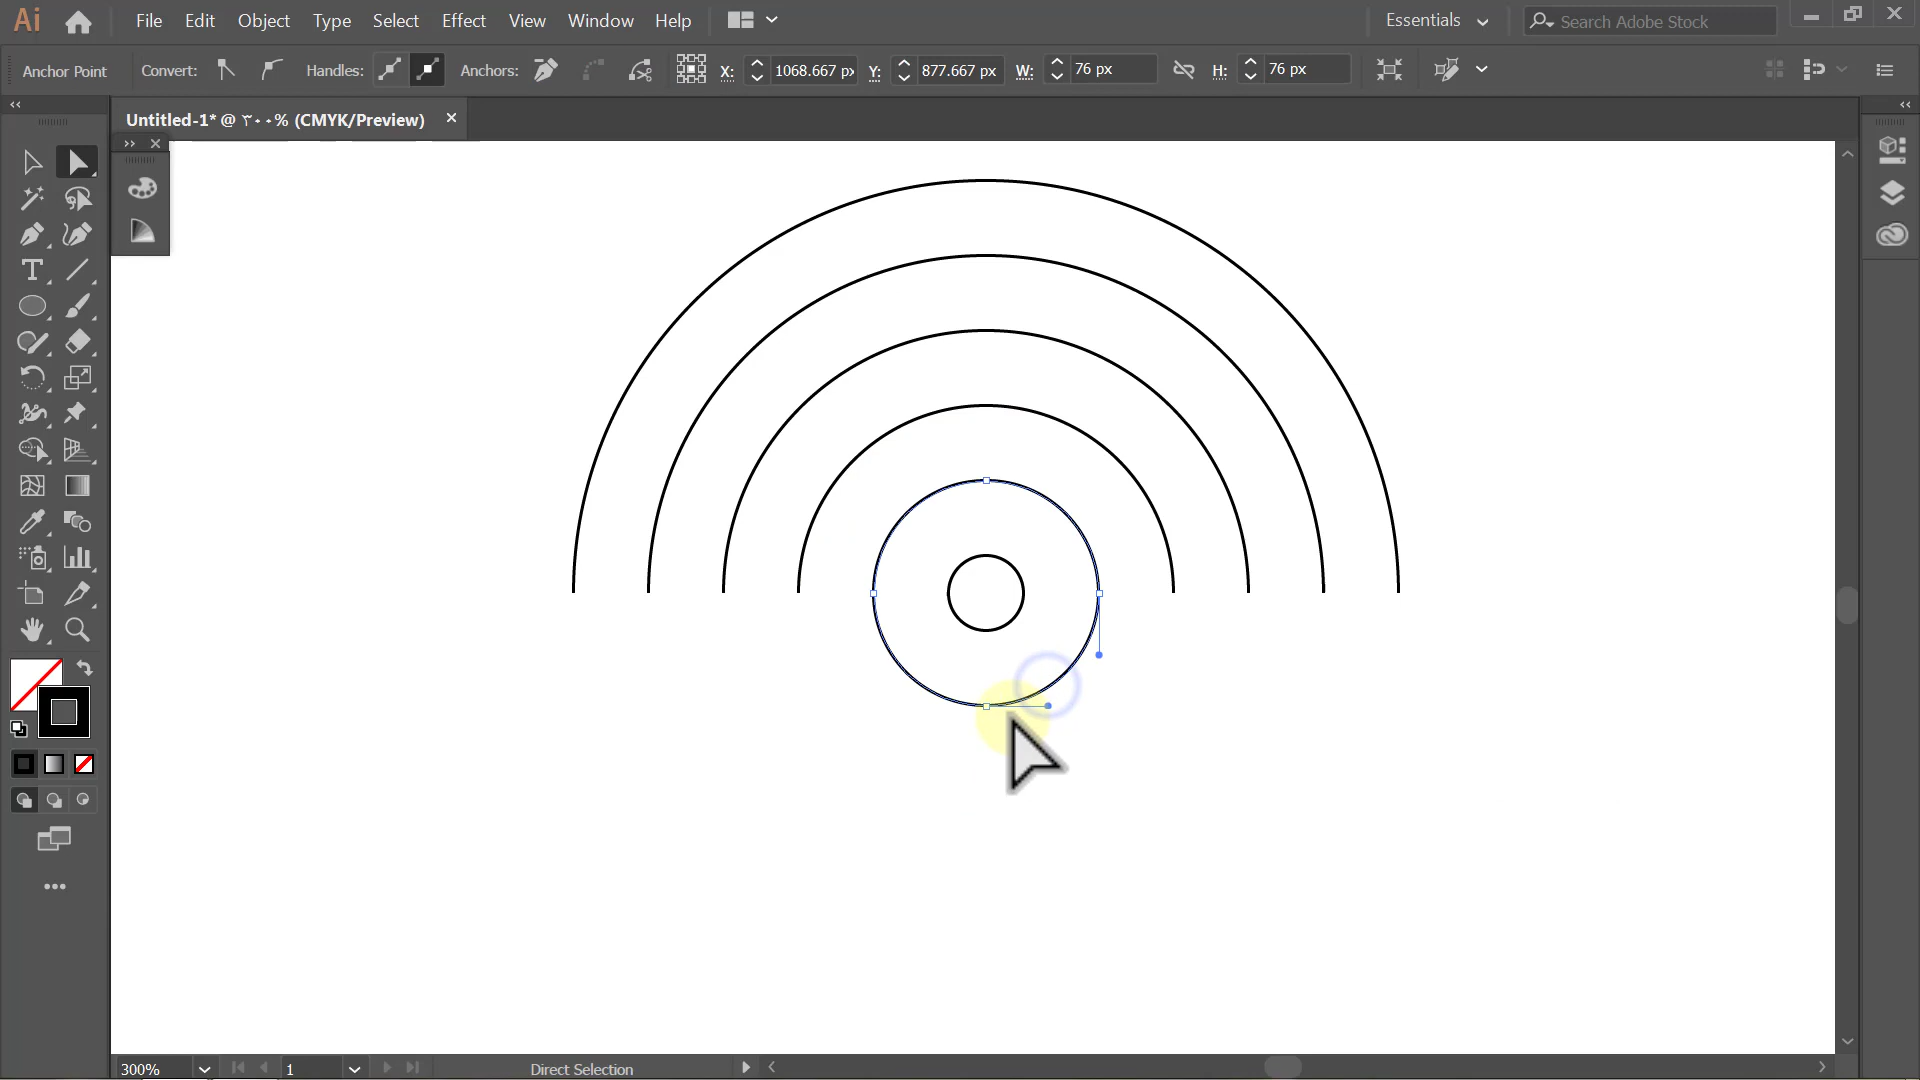 Ai File Edit Object Type Select Effect View Window Help Essentials Search Adobe Stock
Anchor Point Convert: Handles: Anchors: X: 1068.667 px Y: 877.667 px W: 76 px H: 76 px
Untitled-1* @ ٣٠٠% (CMYK/Preview)
T
300% 1 Direct Selection